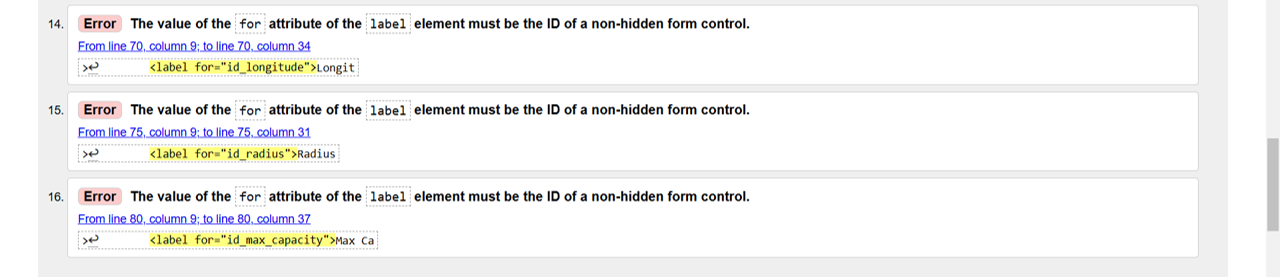 14. Error The value of the for attribute of the label element must be the ID of a non-hidden form control.
From line 70, column 9; to line 70, column 34
>↩ <label for="id_longitude">Longit
15. Error The value of the for attribute of the label element must be the ID of a non-hidden form control.
From line 75, column 9; to line 75, column 31
>↩ <label for="id_radius">Radius
16. Error The value of the for attribute of the label element must be the ID of a non-hidden form control.
From line 80, column 9; to line 80, column 37
>↩ <label for="id_max_capacity">Max Ca